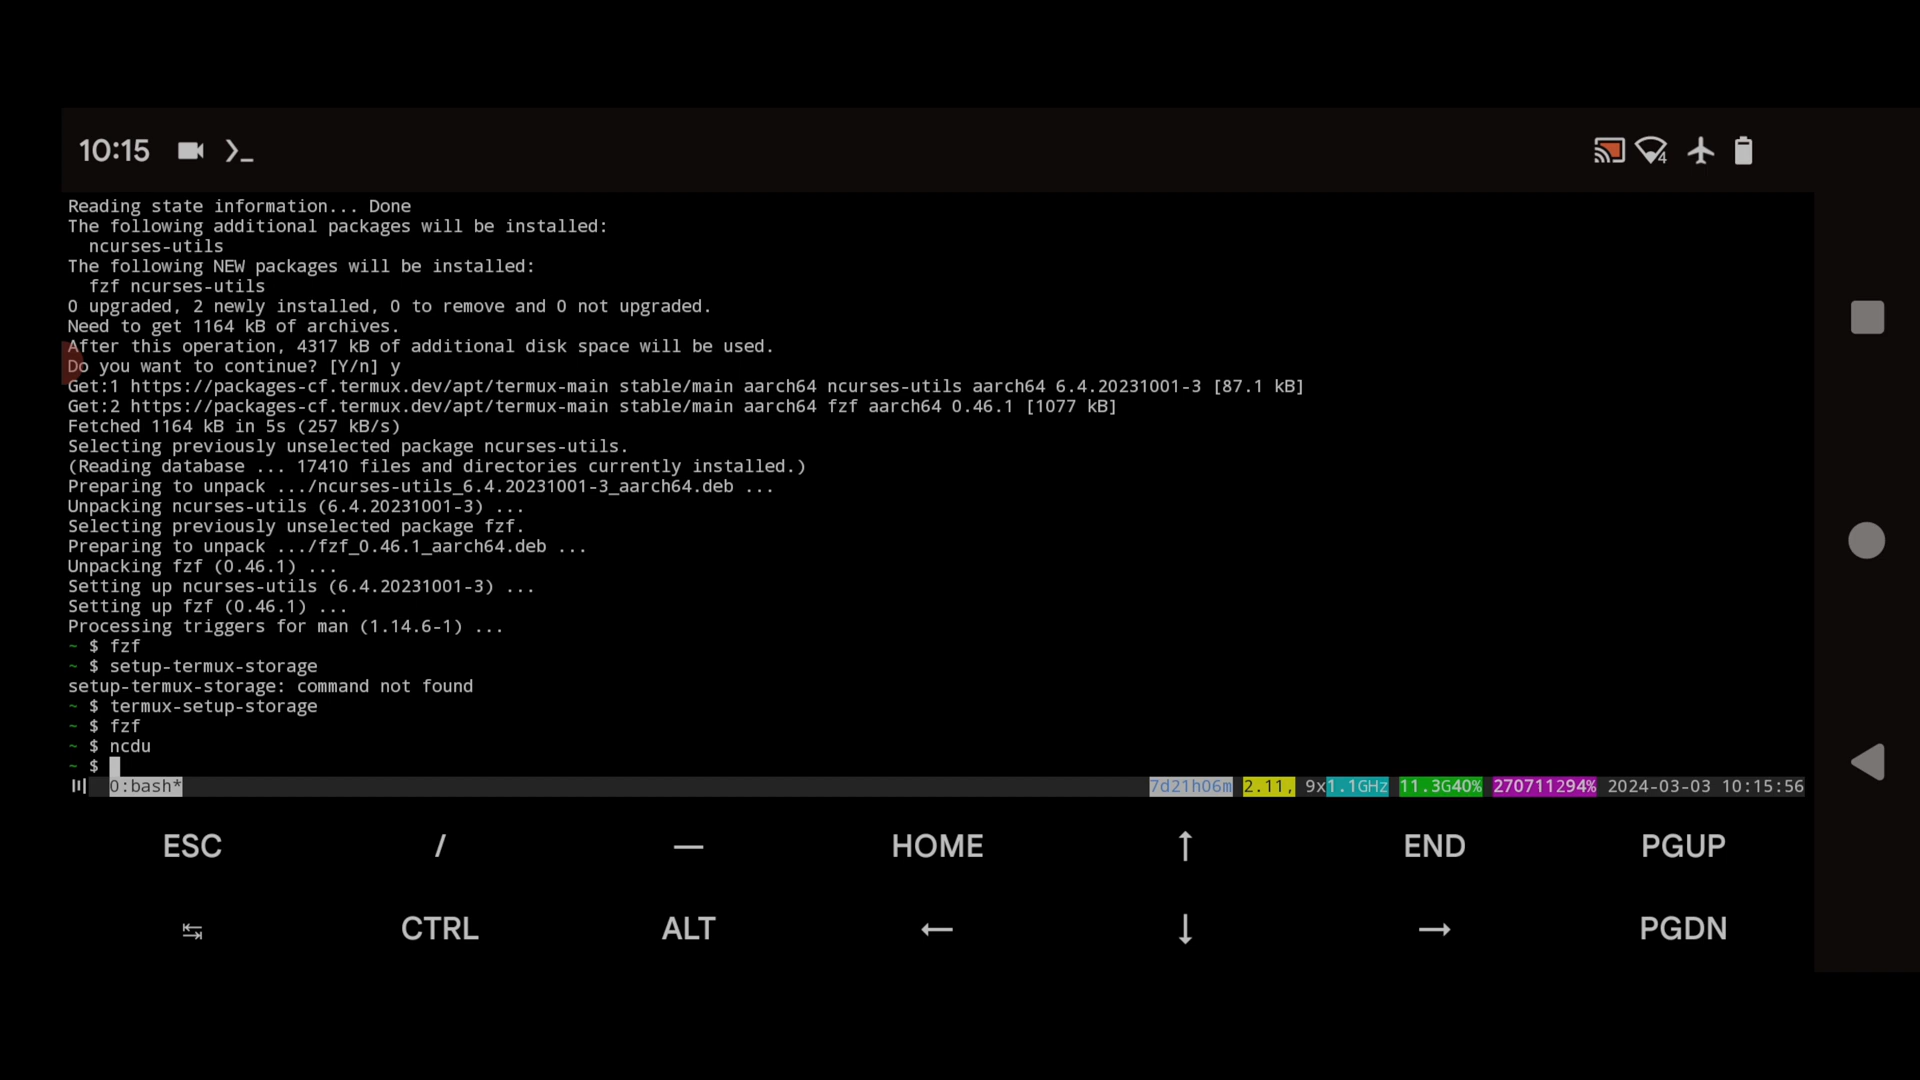 10:15
4
Reading state information... Done
The following additional packages will be installed:
  ncurses-utils
The following NEW packages will be installed:
  fzf ncurses-utils
0 upgraded, 2 newly installed, 0 to remove and 0 not upgraded.
Need to get 1164 kB of archives.
After this operation, 4317 kB of additional disk space will be used.
Do you want to continue? [Y/n] y
Get:1 https://packages-cf.termux.dev/apt/termux-main stable/main aarch64 ncurses-utils aarch64 6.4.20231001-3 [87.1 kB]
Get:2 https://packages-cf.termux.dev/apt/termux-main stable/main aarch64 fzf aarch64 0.46.1 [1077 kB]
Fetched 1164 kB in 5s (257 kB/s)
Selecting previously unselected package ncurses-utils.
(Reading database ... 17410 files and directories currently installed.)
Preparing to unpack .../ncurses-utils_6.4.20231001-3_aarch64.deb ...
Unpacking ncurses-utils (6.4.20231001-3) ...
Selecting previously unselected package fzf.
Preparing to unpack .../fzf_0.46.1_aarch64.deb ...
Unpacking fzf (0.46.1) ...
Setting up ncurses-utils (6.4.20231001-3) ...
Setting up fzf (0.46.1) ...
Processing triggers for man (1.14.6-1) ...
~ $ fzf
~ $ setup-termux-storage
setup-termux-storage: command not found
~ $ termux-setup-storage
~ $ fzf
~ $ ncdu
~ $
0:bash* 7d21h06m 2.11, 9x1.1GHz 11.3G40% 270711294% 2024-03-03 10:15:56
ESC / — HOME ↑ END PGUP
↹ CTRL ALT ← ↓ → PGDN